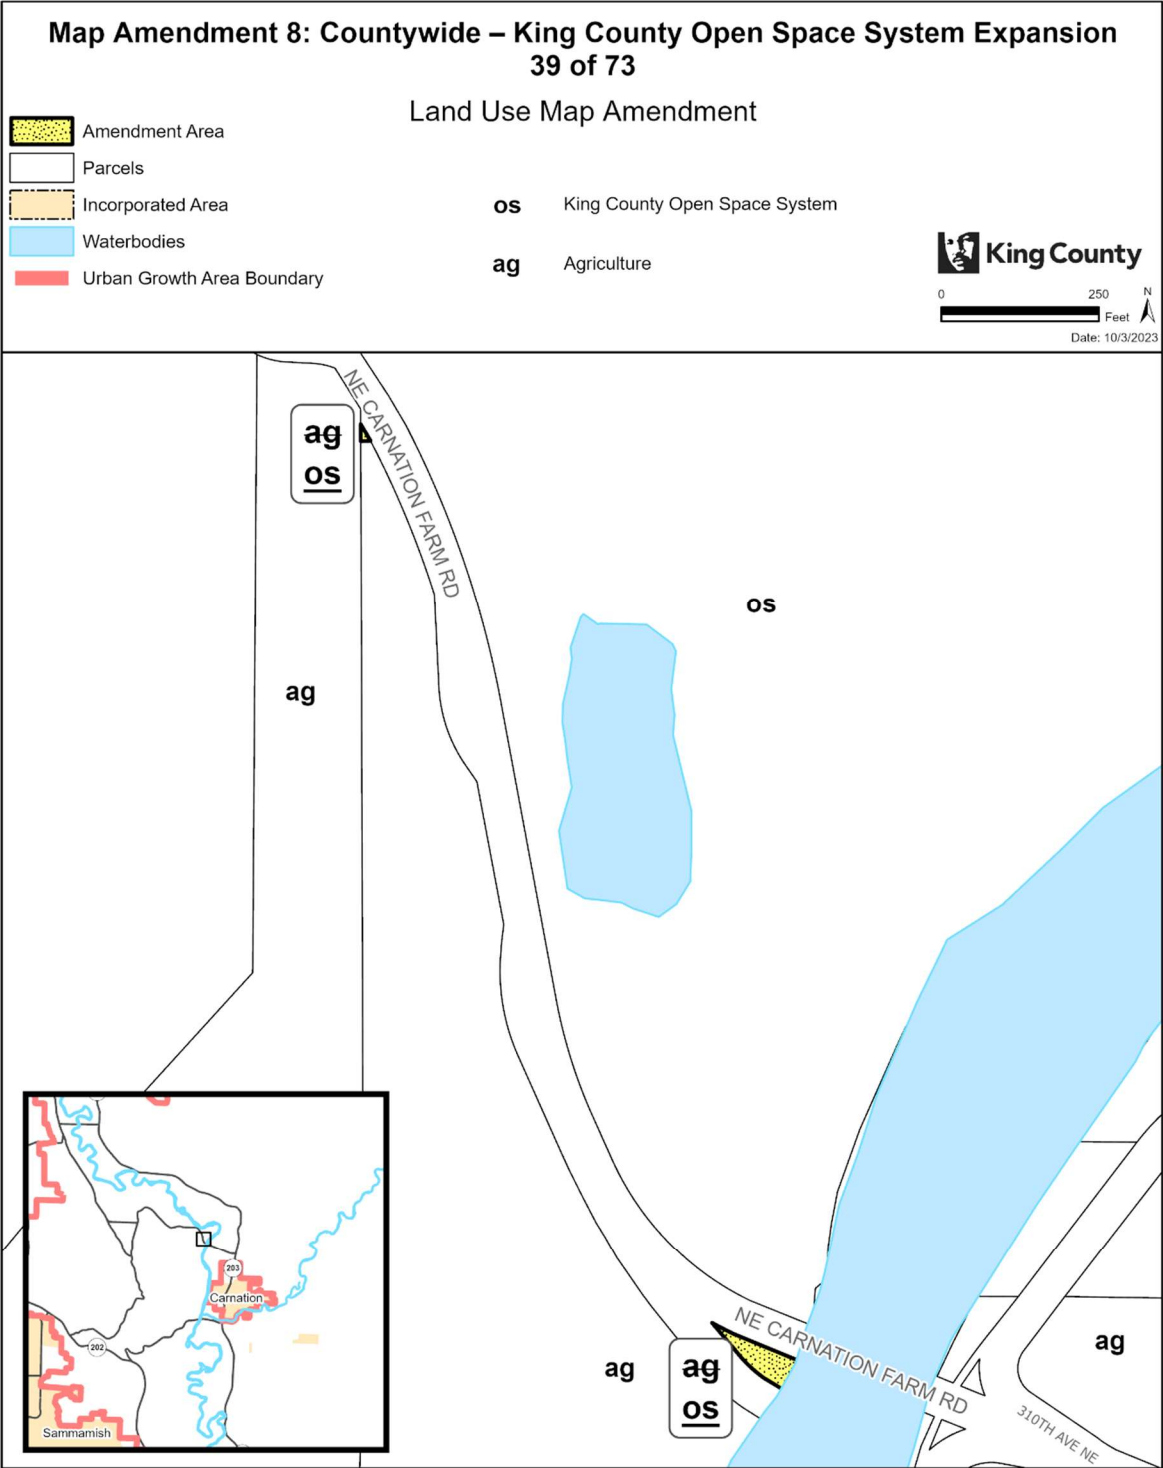 Map Amendment 8: Countywide – King County Open Space System Expansion
39 of 73
Land Use Map Amendment
Amendment Area
Parcels
Incorporated Area
Waterbodies
Urban Growth Area Boundary
os King County Open Space System
ag Agriculture
King County
0 250 N
Feet
Date: 10/3/2023
NE CARNATION FARM RD
ag
os
os
ag
203
Carnation
202
Sammamish
NE CARNATION FARM RD
ag
ag
os
ag
310TH AVE NE